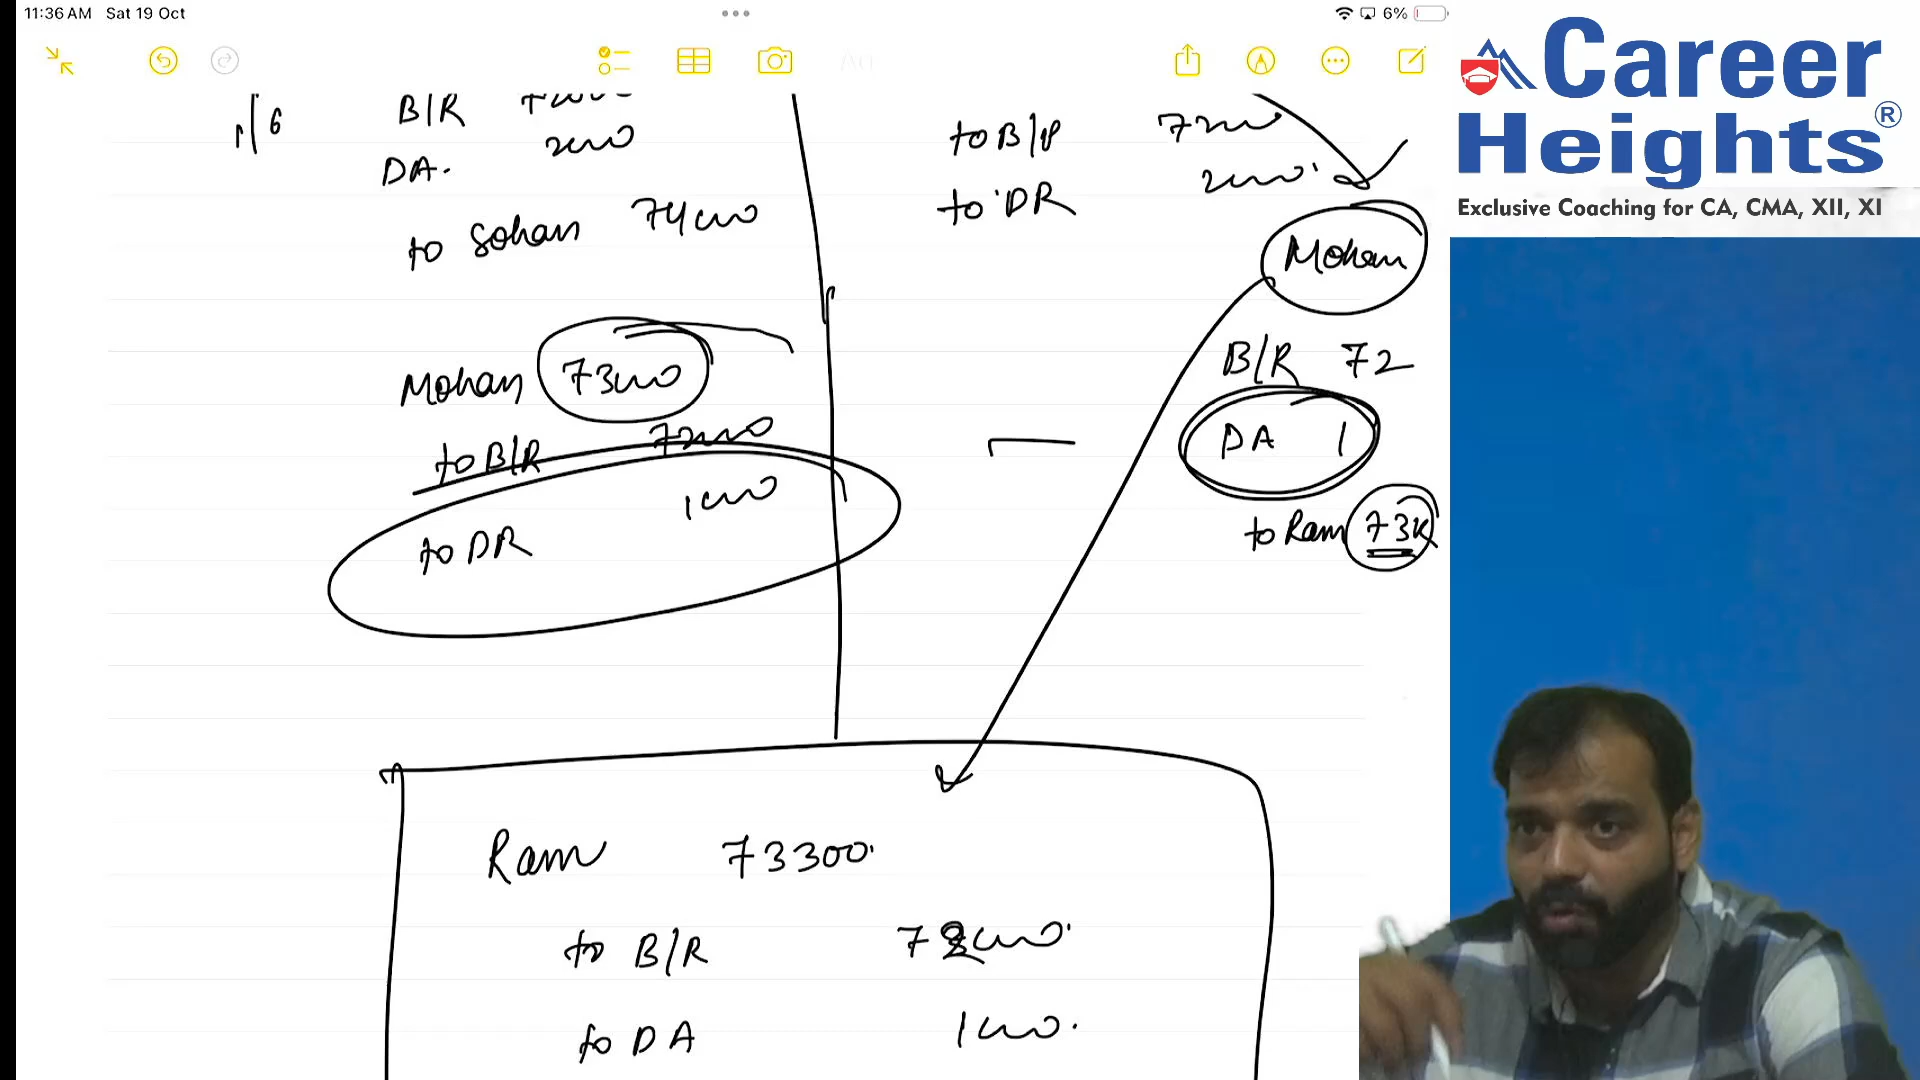 11:36 AM Sat 19 Oct
6%
Career
Heights®
Exclusive Coaching for CA, CMA, XII, XI
Aa
1/6
B/R
DA. 2000
to Sohan 74000
Mohan 73000
to B/R 72000
to DR 1000
to B/P 72000
to DR 2000
Mohan
B/R 72
DA 1
to Ram 73K
Ram 73300
to B/R 72000
to DA 1000